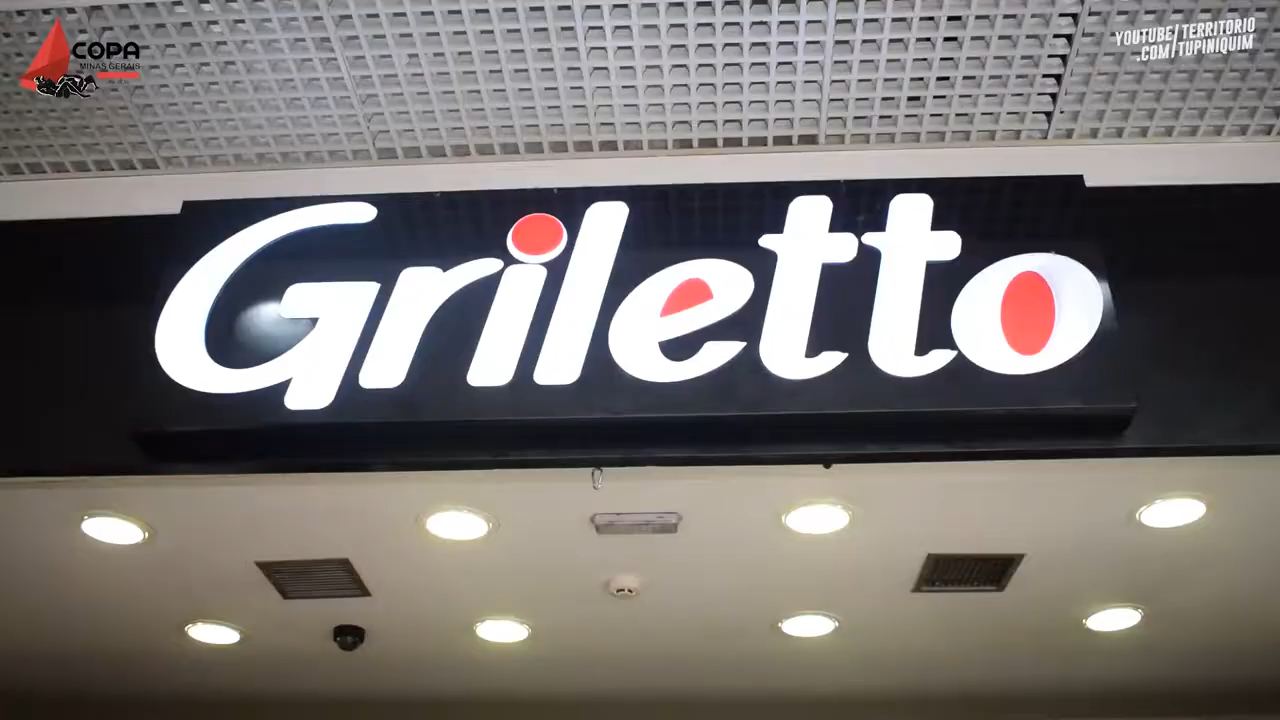 COPA
MINAS GERAIS
YOUTUBE/TERRITORIO
.COM/TUPINIQUIM
Griletto